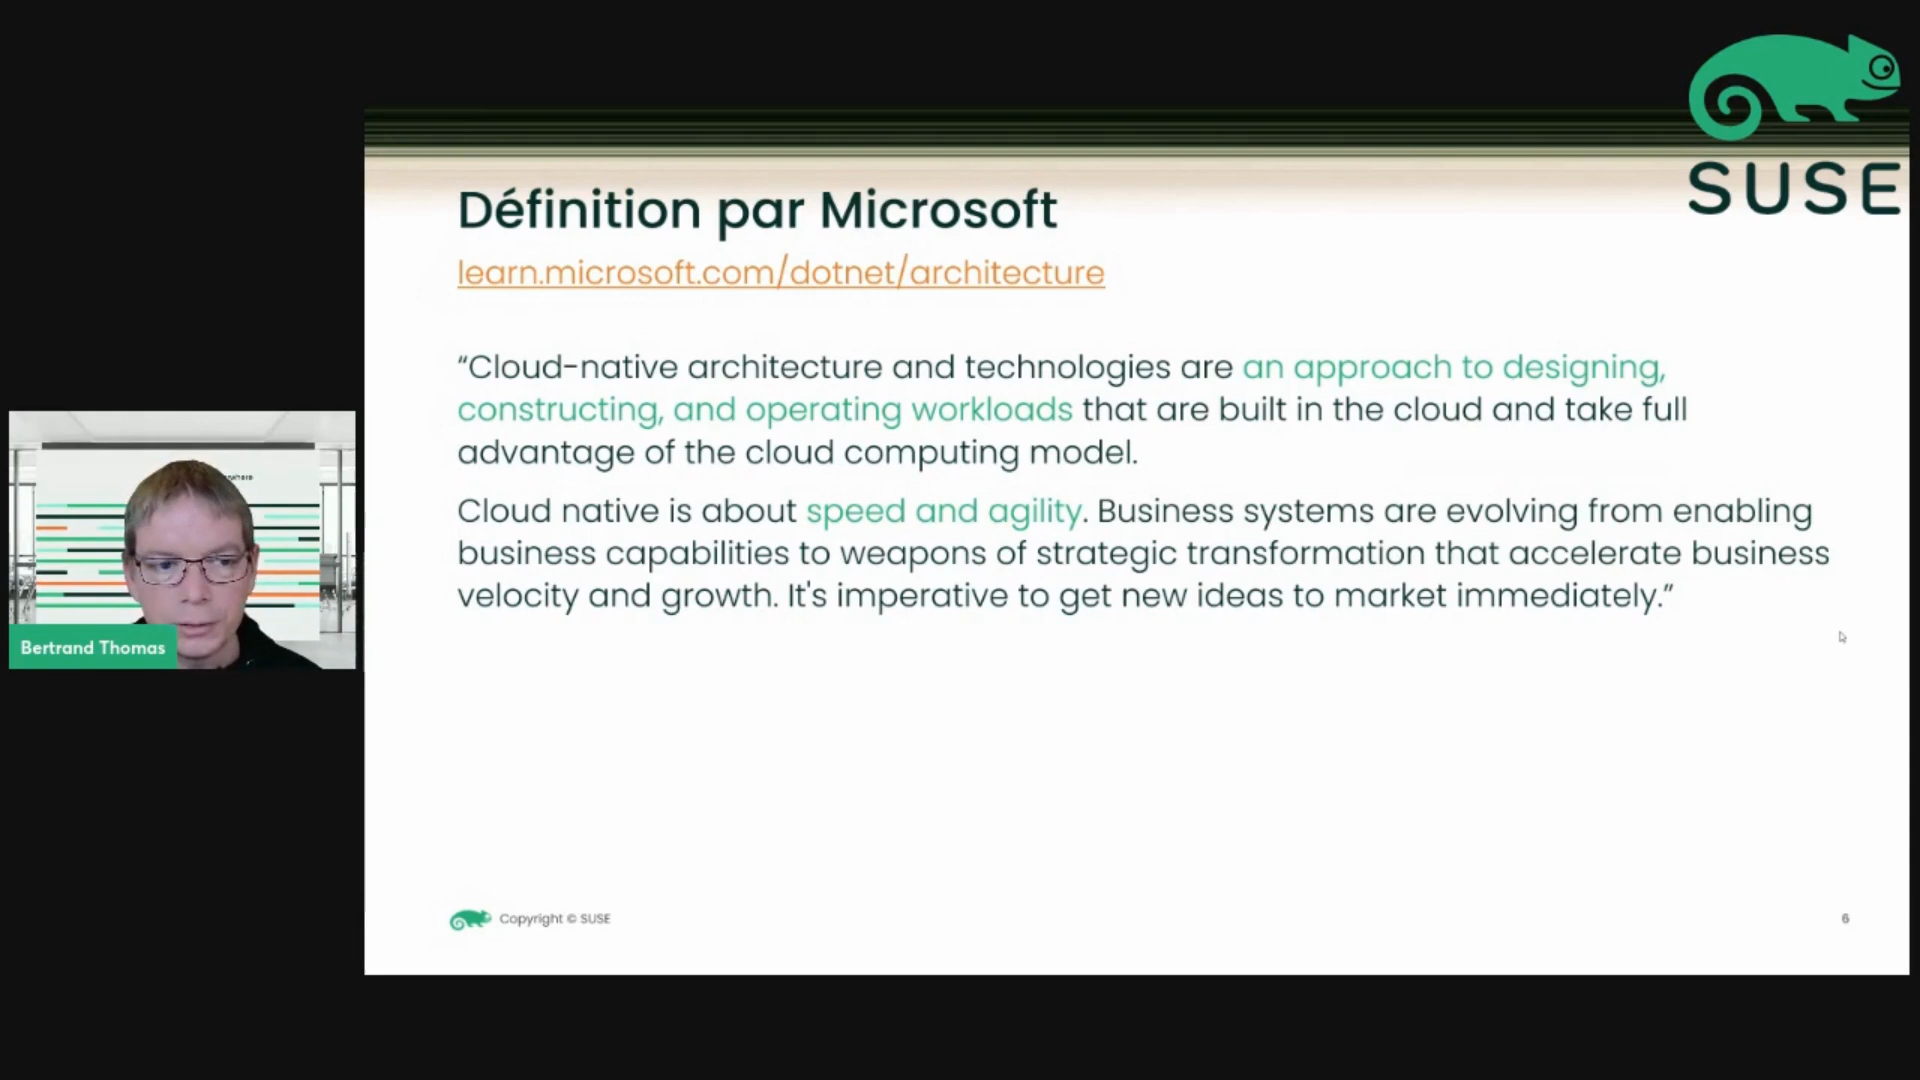 SUSE
Définition par Microsoft
learn.microsoft.com/dotnet/architecture
“Cloud-native architecture and technologies are an approach to designing,
constructing, and operating workloads that are built in the cloud and take full
advantage of the cloud computing model.
Cloud native is about speed and agility. Business systems are evolving from enabling
business capabilities to weapons of strategic transformation that accelerate business
velocity and growth. It's imperative to get new ideas to market immediately.”
Bertrand Thomas
Copyright © SUSE
6